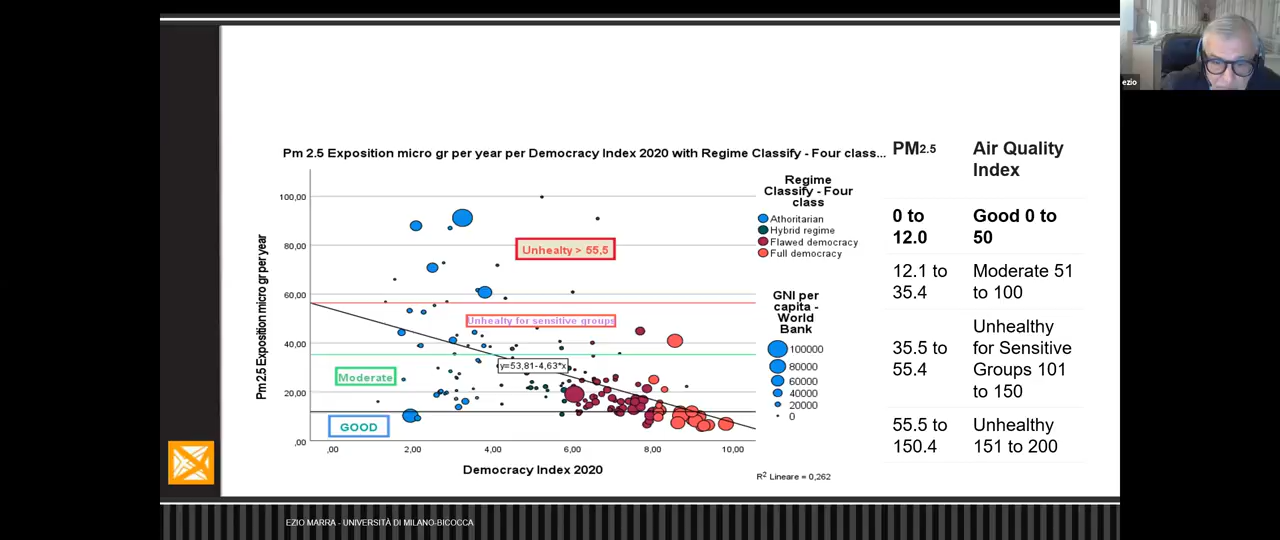 ezio
Pm 2.5 Exposition micro gr per year per Democracy Index 2020 with Regime Classify - Four class...
Pm 2.5 Exposition micro gr per year
100,00
80,00
60,00
40,00
20,00
,00
,00
2,00
4,00
6,00
8,00
10,00
Democracy Index 2020
Unhealty > 55,5
Unhealty for sensitive groups
y=53,81-4,63*x
Moderate
GOOD
Regime
Classify - Four
class
Athoritarian
Hybrid regime
Flawed democracy
Full democracy
GNI per
capita -
World
Bank
100000
80000
60000
40000
20000
0
R2 Lineare = 0,262
PM2.5
Air Quality
Index
0 to
12.0
Good 0 to
50
12.1 to
35.4
Moderate 51
to 100
35.5 to
55.4
Unhealthy
for Sensitive
Groups 101
to 150
55.5 to
150.4
Unhealthy
151 to 200
EZIO MARRA - UNIVERSITÀ DI MILANO-BICOCCA